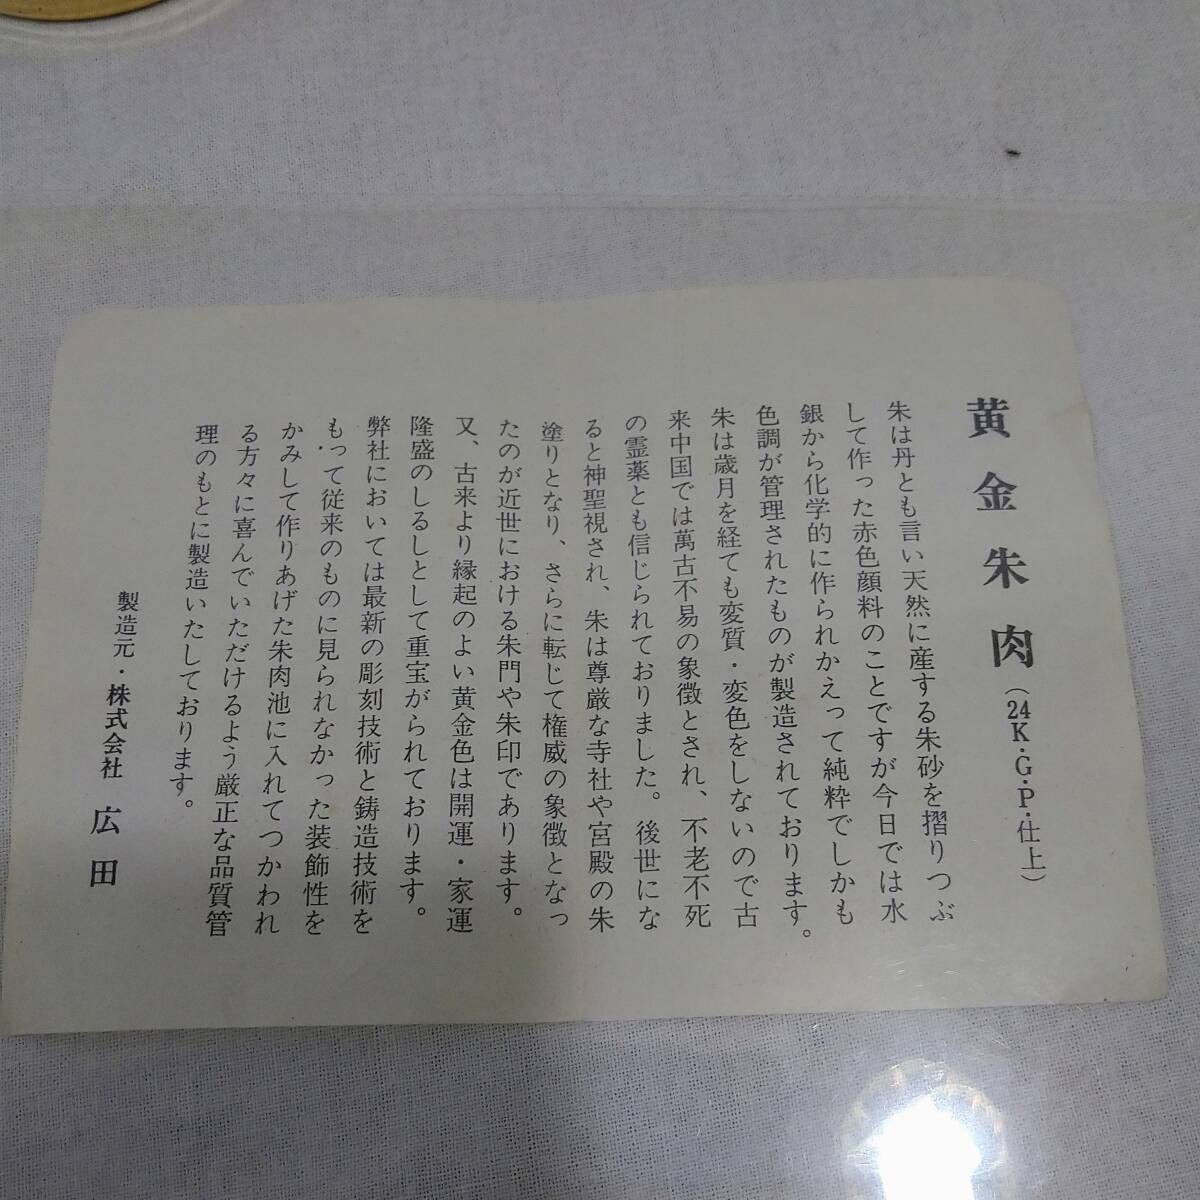 黄金朱肉(24K・G・P・仕上)
朱は丹とも言い天然に産する朱砂を摺りつぶ
して作った赤色顔料のことですが今日では水
銀から化学的に作られかえって純粋でしかも
色調が管理されたものが製造されております。
朱は歳月を経ても変質・変色をしないので古
来中国では萬古不易の象徴とされ、不老不死
の霊薬とも信じられておりました。後世にな
ると神聖視され、朱は尊厳な寺社や宮殿の朱
塗りとなり、さらに転じて権威の象徴となっ
たのが近世における朱門や朱印であります。
又、古来より縁起のよい黄金色は開運・家運
隆盛のしるしとして重宝がられております。
弊社においては最新の彫刻技術と鋳造技術を
もって従来のものに見られなかった装飾性を
かみして作りあげた朱肉池に入れてつかわれ
る方々に喜んでいただけるよう厳正な品質管
理のもとに製造いたしております。
製造元・株式会社 広田